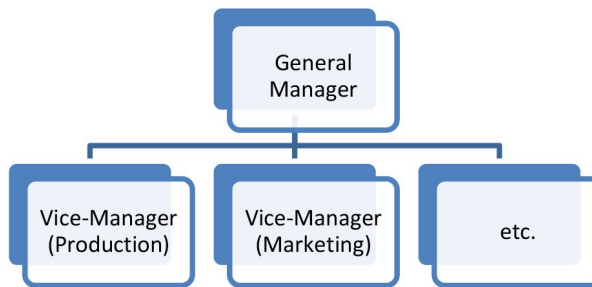 General
Manager
Vice-Manager
(Production)
Vice-Manager
(Marketing)
etc.